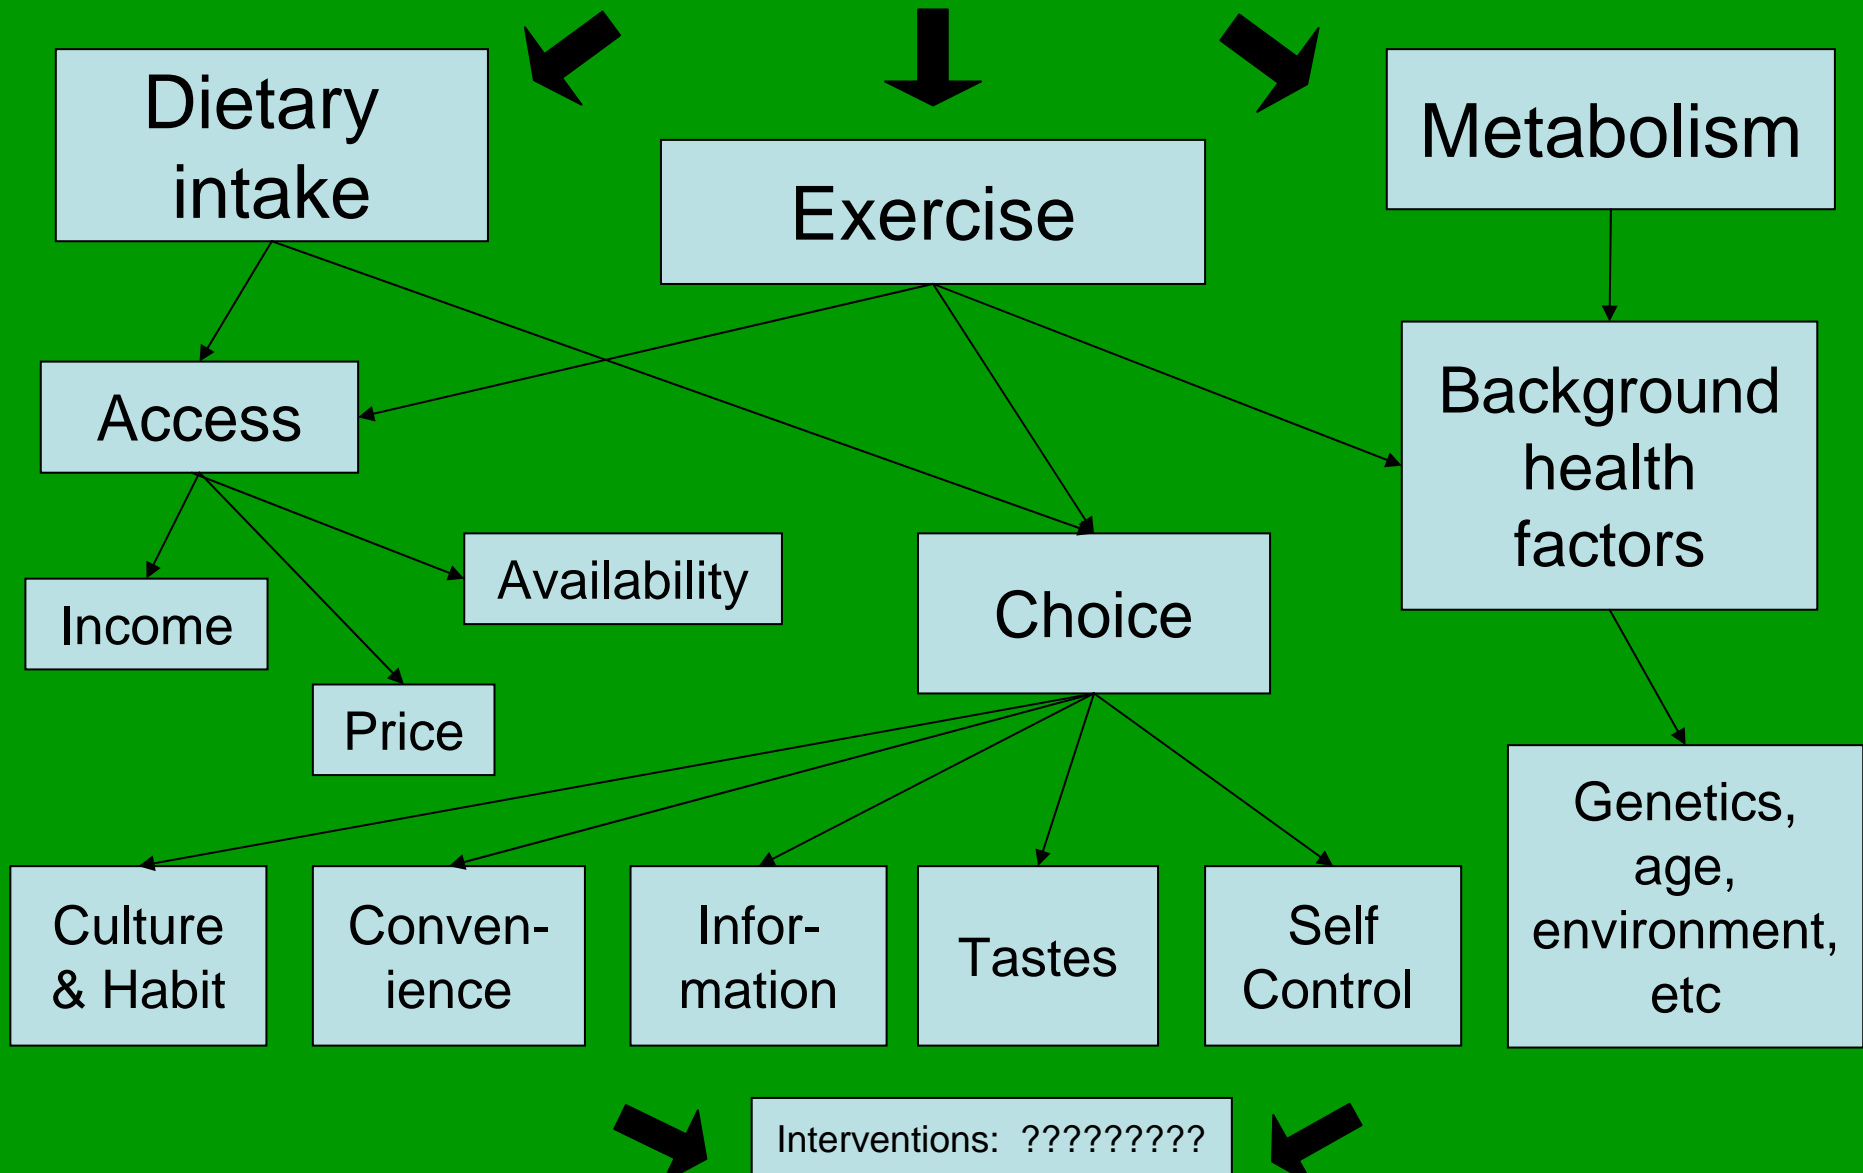 Dietary
intake
Exercise
Metabolism
Access
Background
health
factors
Income
Availability
Price
Choice
Culture
& Habit
Conven-
ience
Infor-
mation
Tastes
Self
Control
Genetics,
age,
environment,
etc
Interventions: ?????????